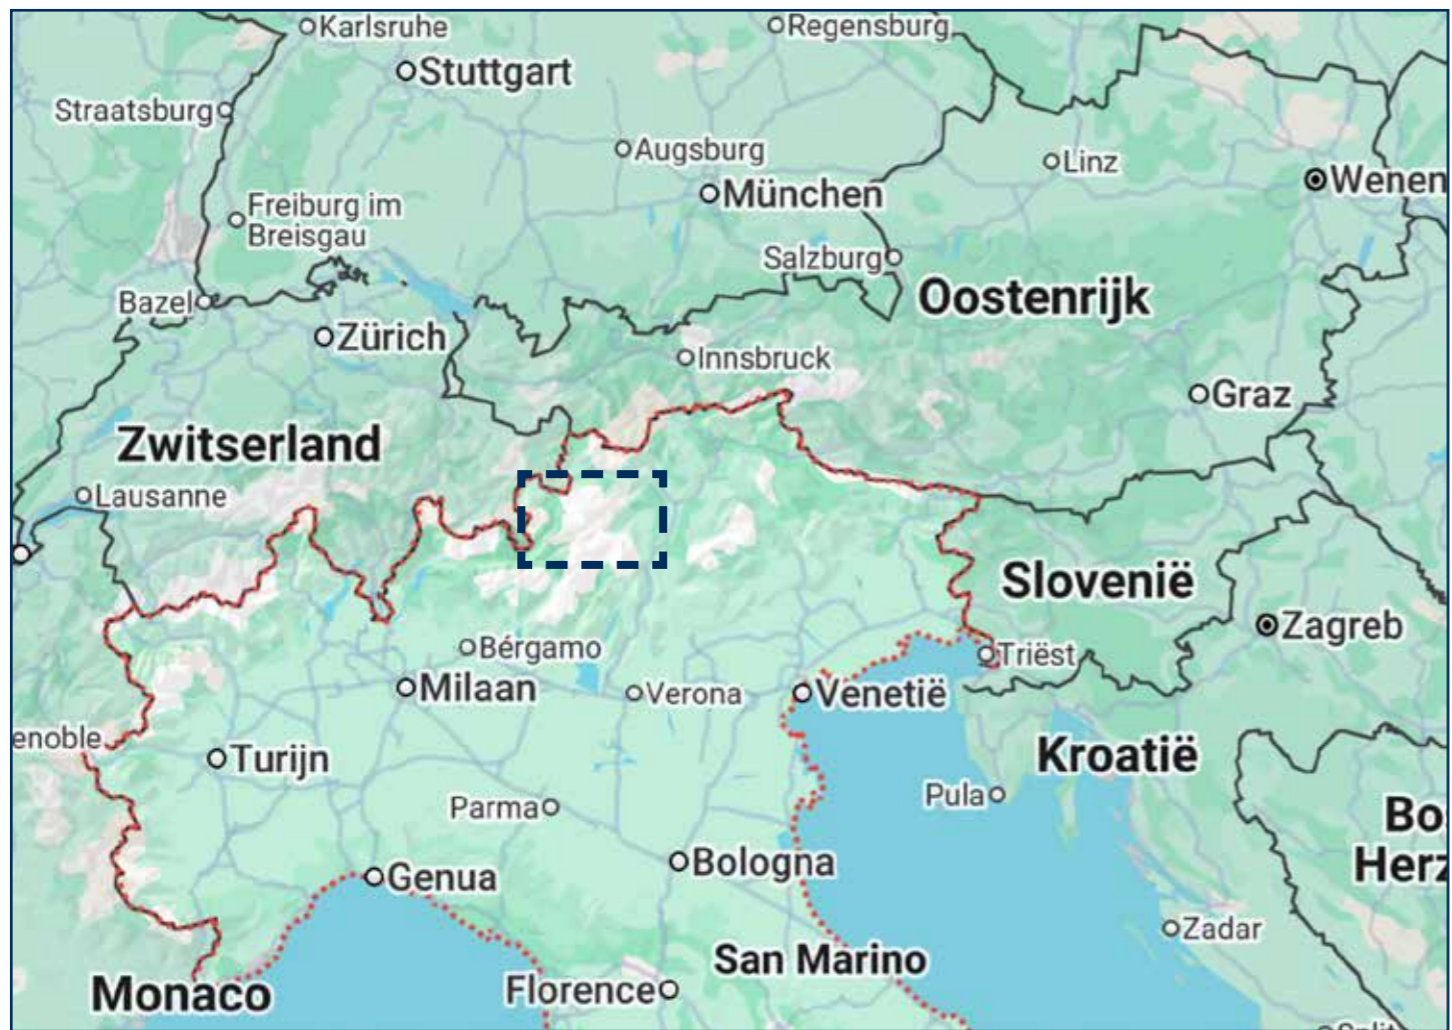 Karlsruhe
Regensburg
Stuttgart
Straatsburg
Augsburg
Linz
München
Wenen
Freiburg im
Breisgau
Salzburg
Oostenrijk
Bazel
Zürich
Innsbruck
Graz
Zwitserland
Lausanne
Slovenië
Zagreb
Bérgamo
Triëst
Milaan
Verona
Venetië
enoble
Turijn
Kroatië
Pula
Parma
Bo
Herz
Bologna
Genua
Zadar
San Marino
Monaco
Florence
Split